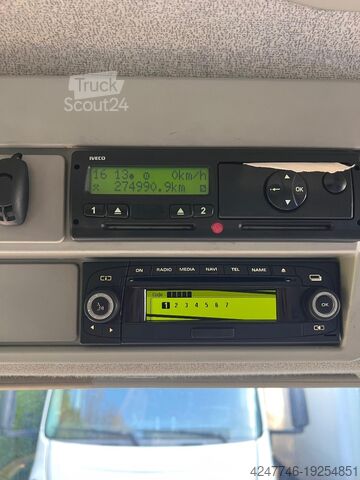 Truck
Scout24
IVECO
16 13 0km/h
274990.9km
1 2
OK
ON RADIO MEDIA NAVI TEL NAME
Code
1 2 3 4 5 6 7
OK
4247746-19254851